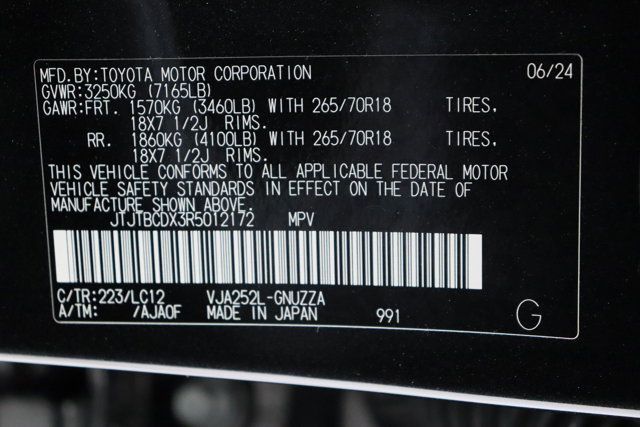 MFD.BY:TOYOTA MOTOR CORPORATION 06/24
GVWR:3250KG (7165LB)
GAWR:FRT. 1570KG (3460LB) WITH 265/70R18 TIRES,
18X7 1/2J RIMS.
RR. 1860KG (4100LB) WITH 265/70R18 TIRES,
18X7 1/2J RIMS.
THIS VEHICLE CONFORMS TO ALL APPLICABLE FEDERAL MOTOR
VEHICLE SAFETY STANDARDS IN EFFECT ON THE DATE OF
MANUFACTURE SHOWN ABOVE.
JTJTBCDX3R5012172 MPV
C/TR:223/LC12 VJA252L-GNUZZA
A/TM: /AJA0F MADE IN JAPAN 991 G